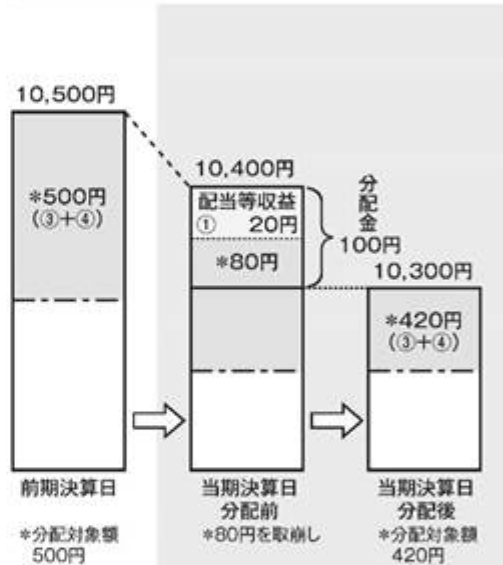 10,500円
*500円
(③+④)
10,400円
配当等収益
① 20円
*80円
分配金
100円
10,300円
*420円
(③+④)
前期決算日
当期決算日
分配前
当期決算日
分配後
*分配対象額
500円
*80円を取崩し
*分配対象額
420円